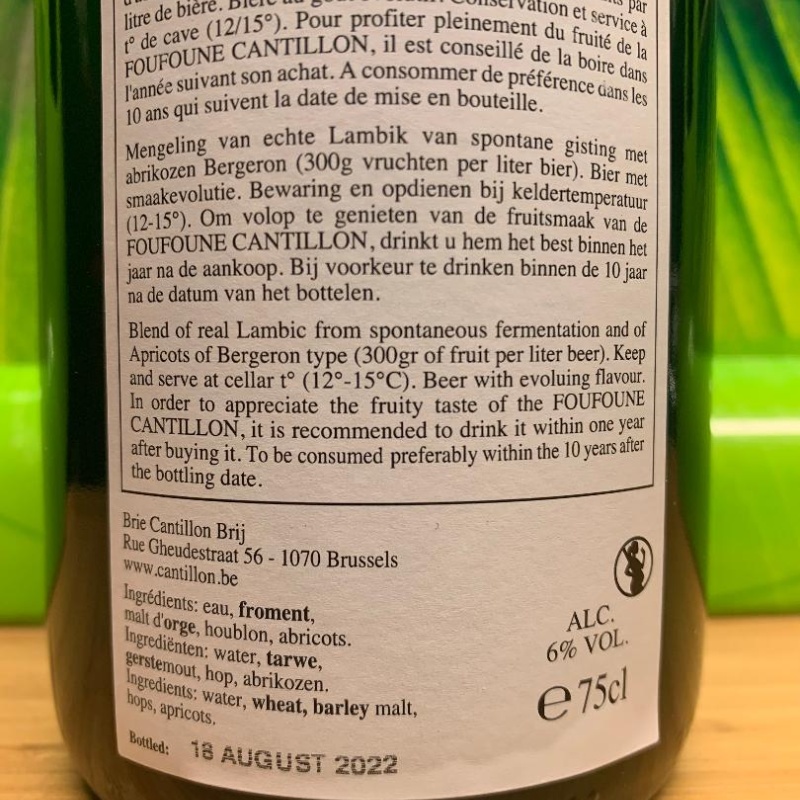 par
litre de bière. Bière au Conservation et service à
t° de cave (12/15°). Pour profiter pleinement du fruité de la
FOUFOUNE CANTILLON, il est conseillé de la boire dans
l'année suivant son achat. A consommer de préférence dans les
10 ans qui suivent la date de mise en bouteille.
Mengeling van echte Lambik van spontane gisting met
abrikozen Bergeron (300g vruchten per liter bier). Bier met
smaakevolutie. Bewaring en opdienen bij keldertemperatuur
(12-15°). Om volop te genieten van de fruitsmaak van de
FOUFOUNE CANTILLON, drinkt u hem het best binnen het
jaar na de aankoop. Bij voorkeur te drinken binnen de 10 jaar
na de datum van het bottelen.
Blend of real Lambic from spontaneous fermentation and of
Apricots of Bergeron type (300gr of fruit per liter beer). Keep
and serve at cellar t° (12°-15°C). Beer with evoluing flavour.
In order to appreciate the fruity taste of the FOUFOUNE
CANTILLON, it is recommended to drink it within one year
after buying it. To be consumed preferably within the 10 years after
the bottling date.
Brie Cantillon Brij
Rue Gheudestraat 56 - 1070 Brussels
www.cantillon.be
Ingrédients: eau, froment,
malt d'orge, houblon, abricots.
Ingrediënten: water, tarwe,
gerstemout, hop, abrikozen.
Ingredients: water, wheat, barley malt,
hops, apricots.
ALC.
6% VOL.
e 75cl
Bottled: 18 AUGUST 2022